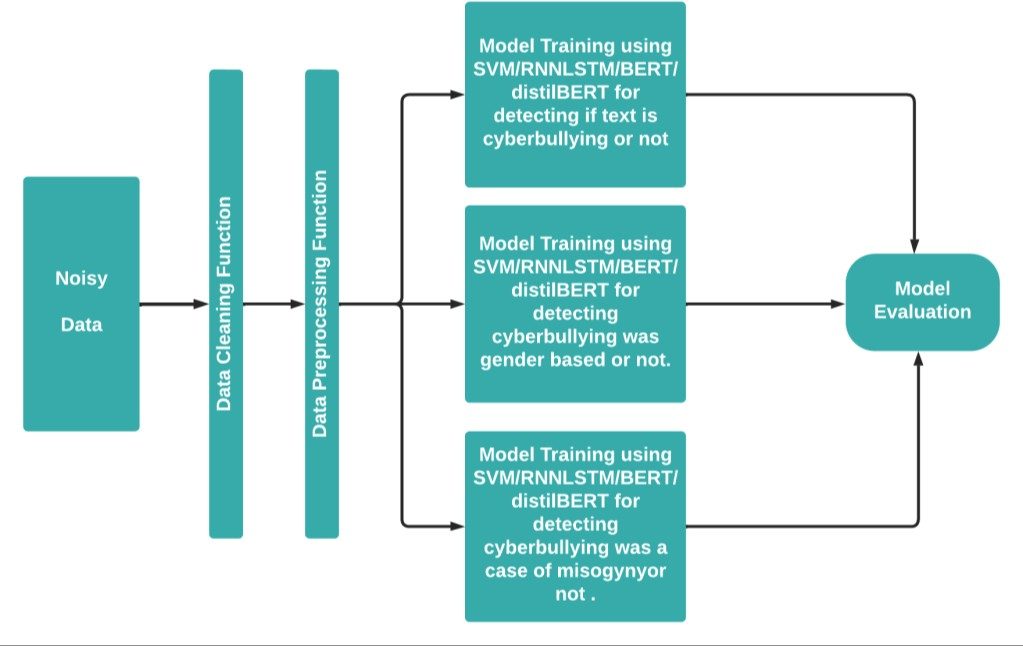 Noisy
Data
Data Cleaning Function
Data Preprocessing Function
Model Training using
SVM/RNNLSTM/BERT/
distilBERT for
detecting if text is
cyberbullying or not
Model Training using
SVM/RNNLSTM/BERT/
distilBERT for
detecting
cyberbullying was
gender based or not.
Model Training using
SVM/RNNLSTM/BERT/
distilBERT for
detecting
cyberbullying was a
case of misogynyor
not .
Model
Evaluation